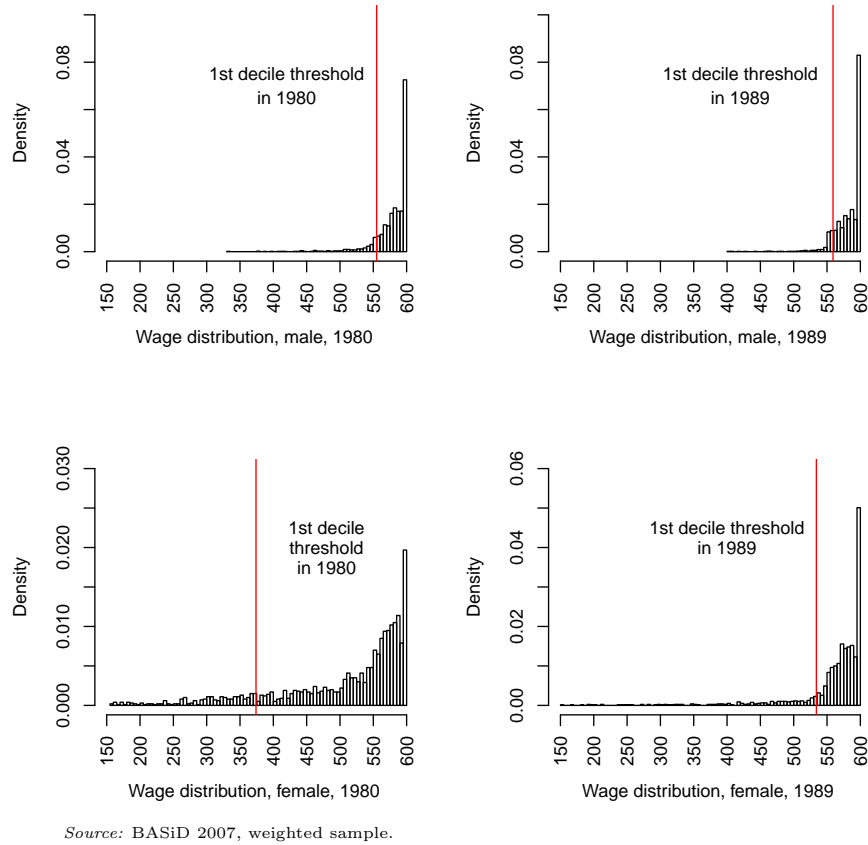 0.08
0.04
0.00
Density
1st decile threshold
in 1980
150 200 250 300 350 400 450 500 550 600
Wage distribution, male, 1980
0.08
0.04
0.00
Density
1st decile threshold
in 1989
150 200 250 300 350 400 450 500 550 600
Wage distribution, male, 1989
0.030
0.020
0.010
0.000
Density
1st decile
threshold
in 1980
150 200 250 300 350 400 450 500 550 600
Wage distribution, female, 1980
0.06
0.04
0.02
0.00
Density
1st decile threshold
in 1989
150 200 250 300 350 400 450 500 550 600
Wage distribution, female, 1989
Source: BASiD 2007, weighted sample.